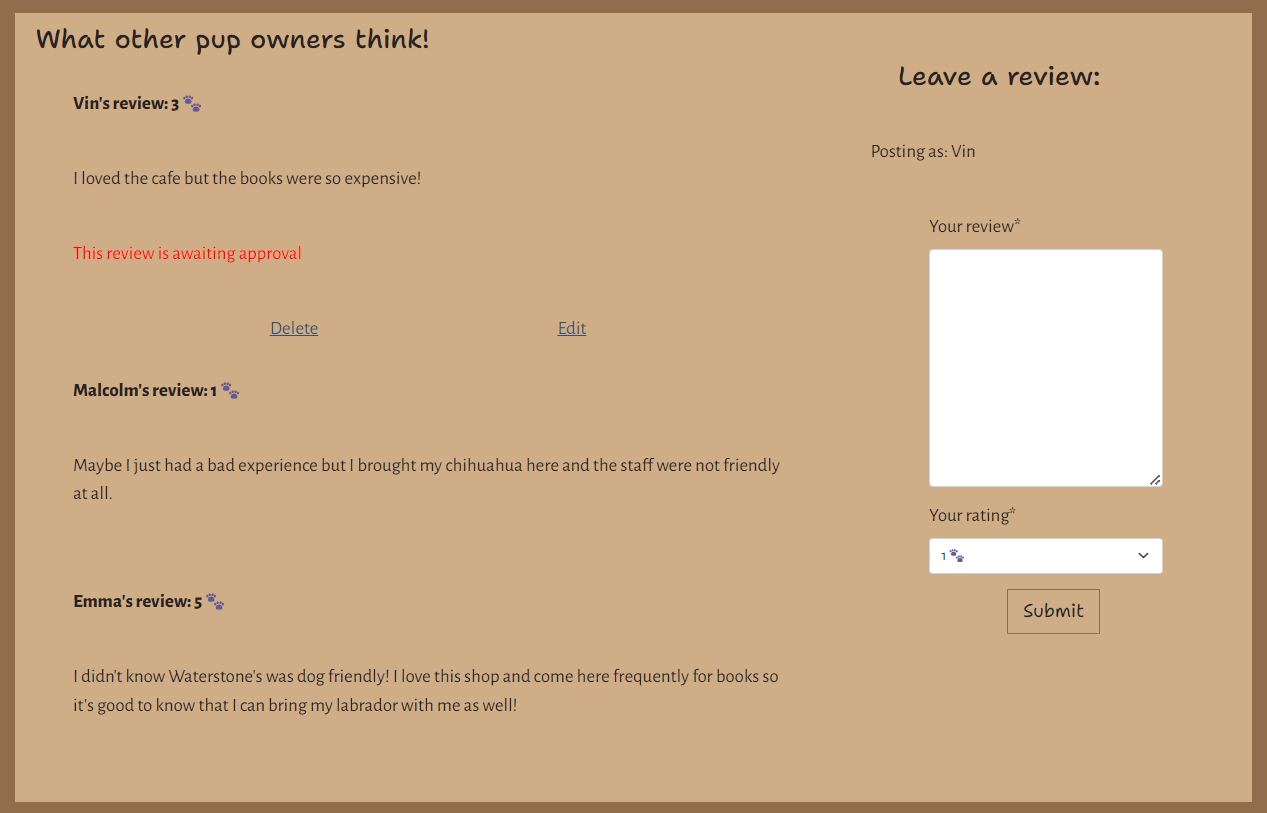 What other pup owners think!
Vin's review: 3 🐾
I loved the cafe but the books were so expensive!
This review is awaiting approval
Delete
Edit
Malcolm's review: 1 🐾
Maybe I just had a bad experience but I brought my chihuahua here and the staff were not friendly
at all.
Emma's review: 5 🐾
I didn't know Waterstone's was dog friendly! I love this shop and come here frequently for books so
it's good to know that I can bring my labrador with me as well!
Leave a review:
Posting as: Vin
Your review*
Your rating*
1 🐾
Submit